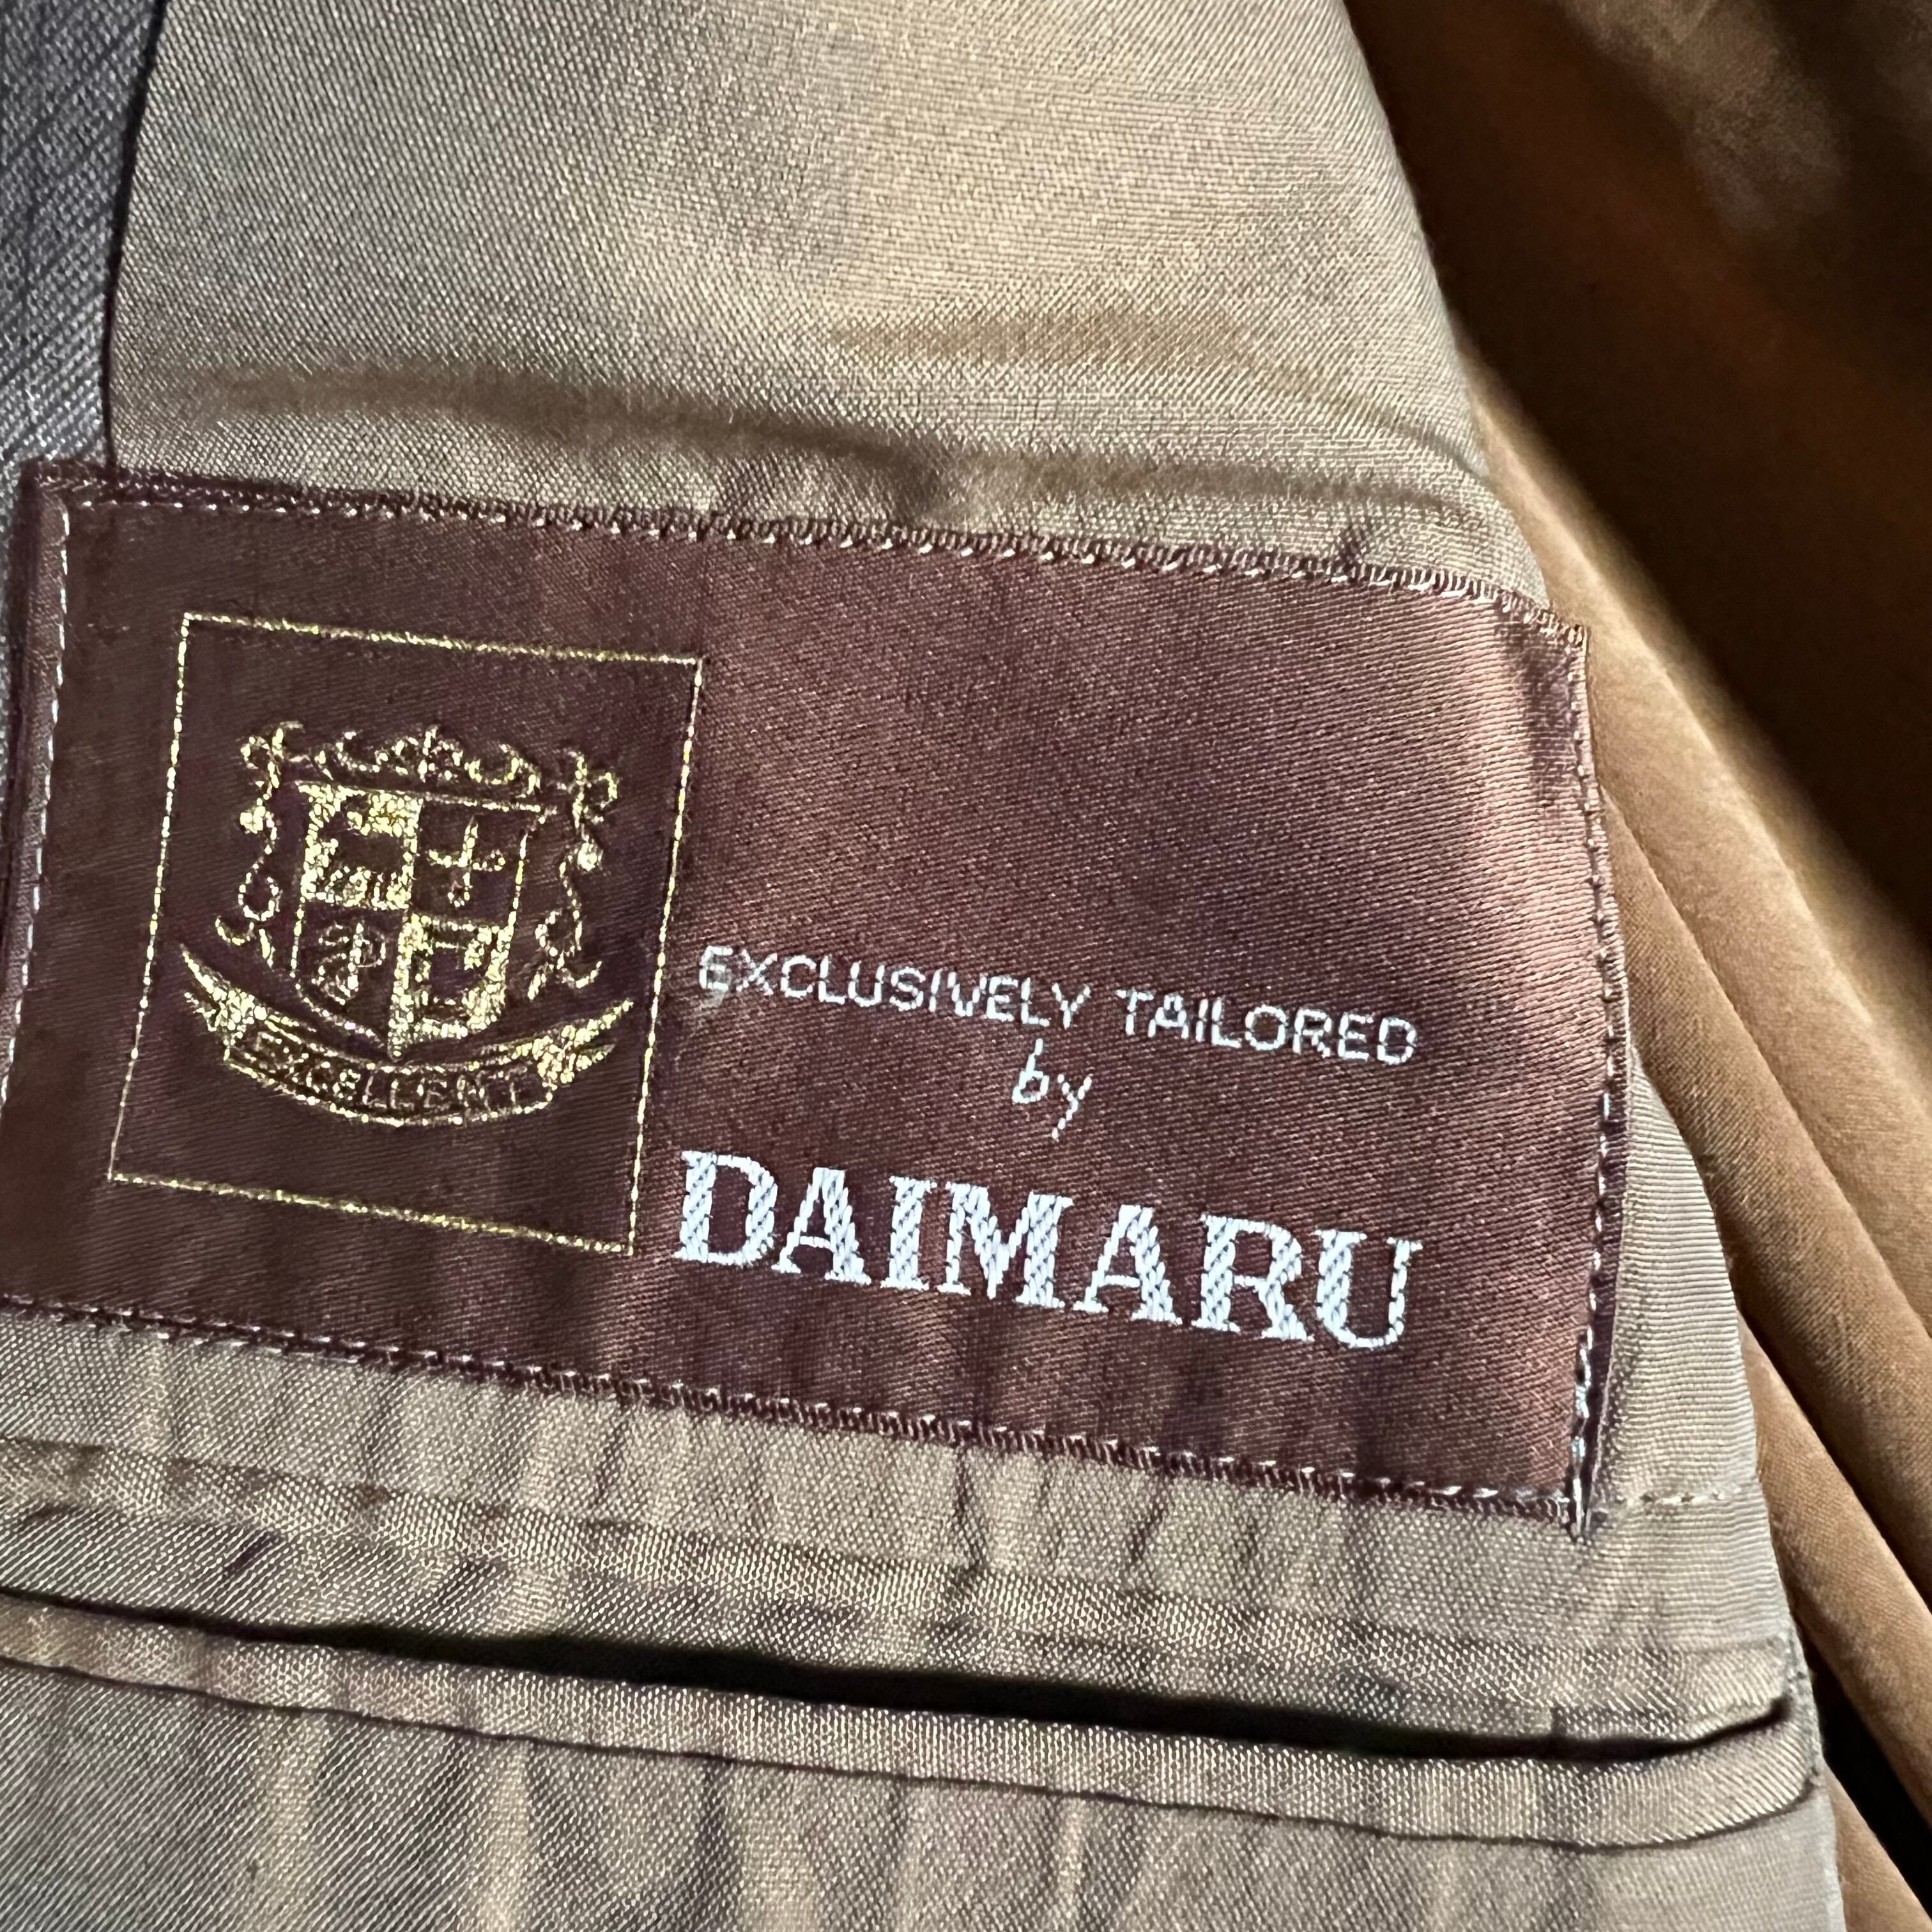 EXCELLENT
EXCLUSIVELY TAILORED
by
DAIMARU